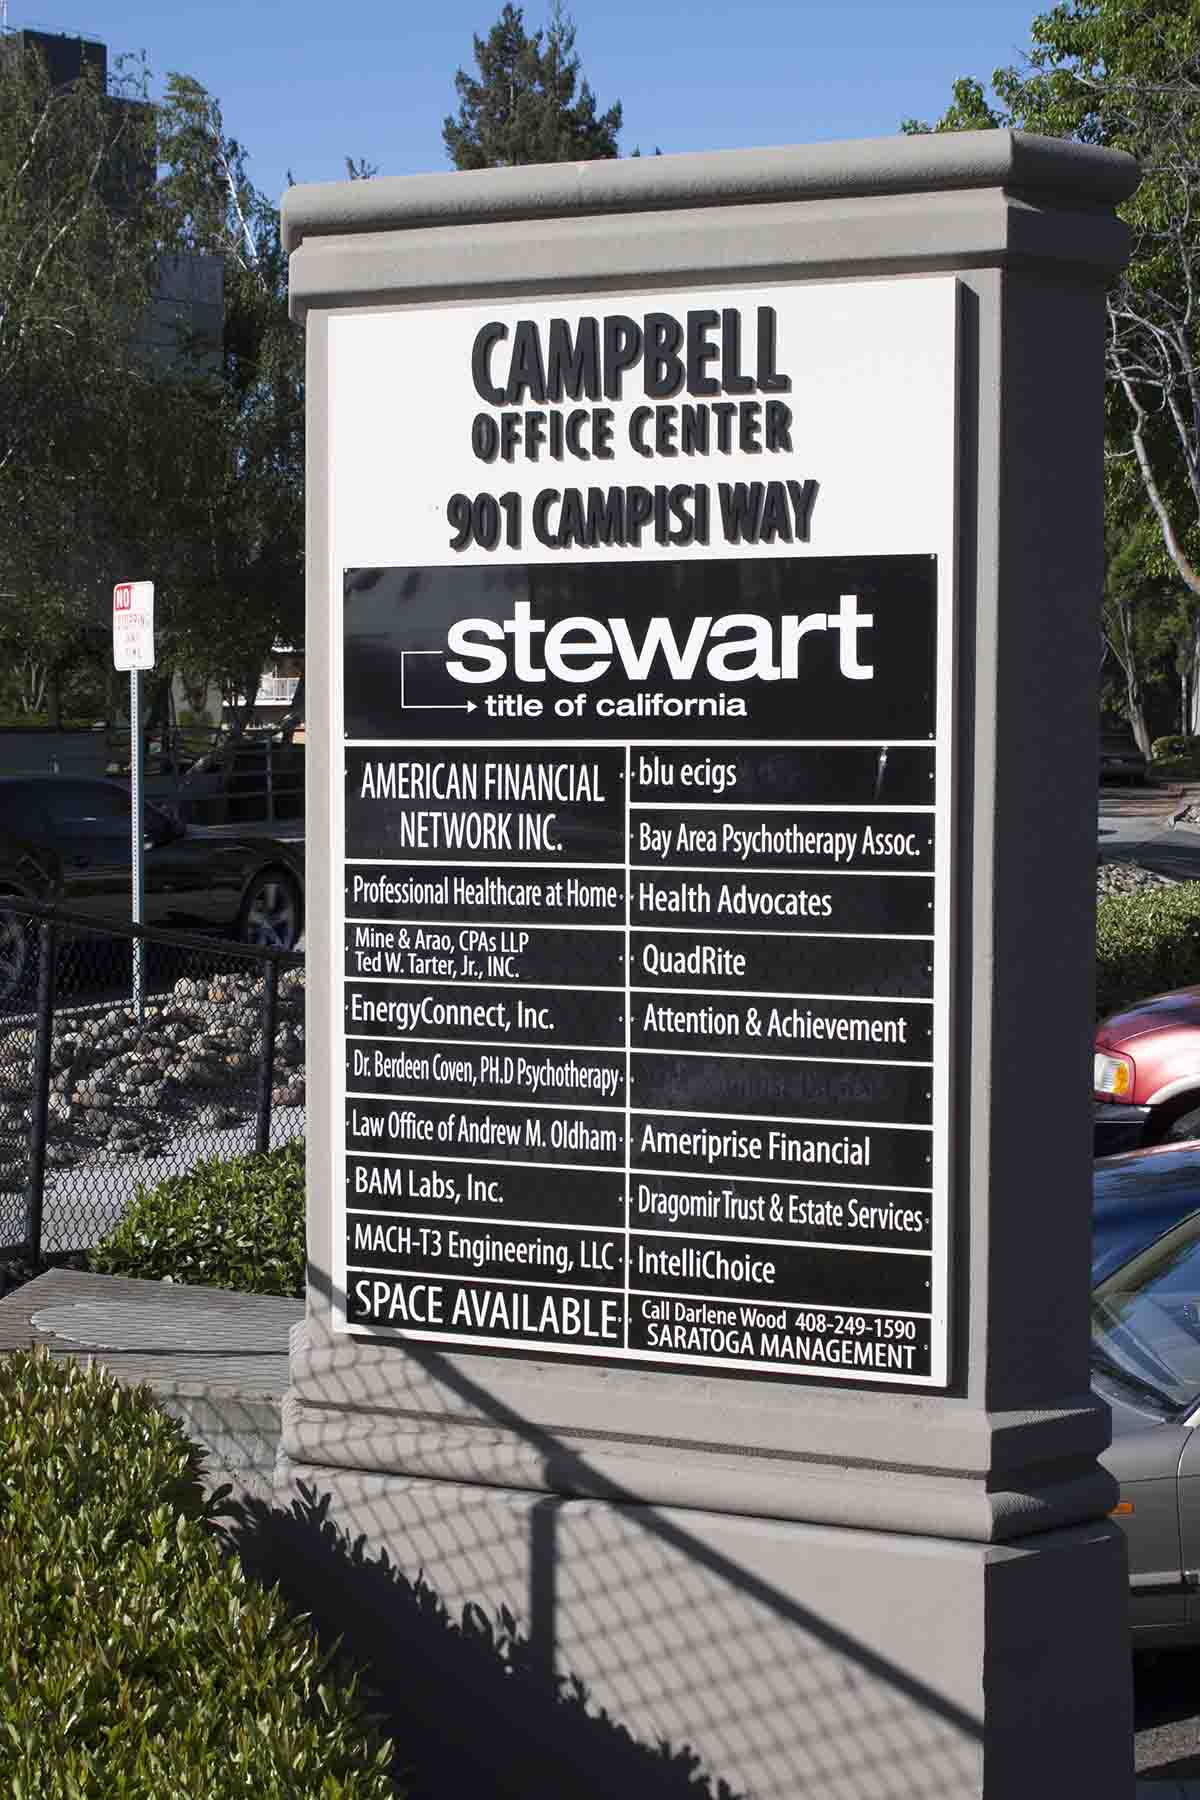 CAMPBELL
OFFICE CENTER
901 CAMPISI WAY
stewart
title of california
AMERICAN FINANCIAL
NETWORK INC.
Professional Healthcare at Home
Mine & Arao, CPAs LLP
Ted W. Tarter, Jr., INC.
EnergyConnect, Inc.
Dr. Berdeen Coven, PH.D Psychotherapy
Law Office of Andrew M. Oldham
BAM Labs, Inc.
MACH-T3 Engineering, LLC
SPACE AVAILABLE
blu ecigs
Bay Area Psychotherapy Assoc.
Health Advocates
QuadRite
Attention & Achievement
Ameriprise Financial
Dragomir Trust & Estate Services
IntelliChoice
Call Darlene Wood 408-249-1590
SARATOGA MANAGEMENT
NO
STOPPING
ANY
TIME